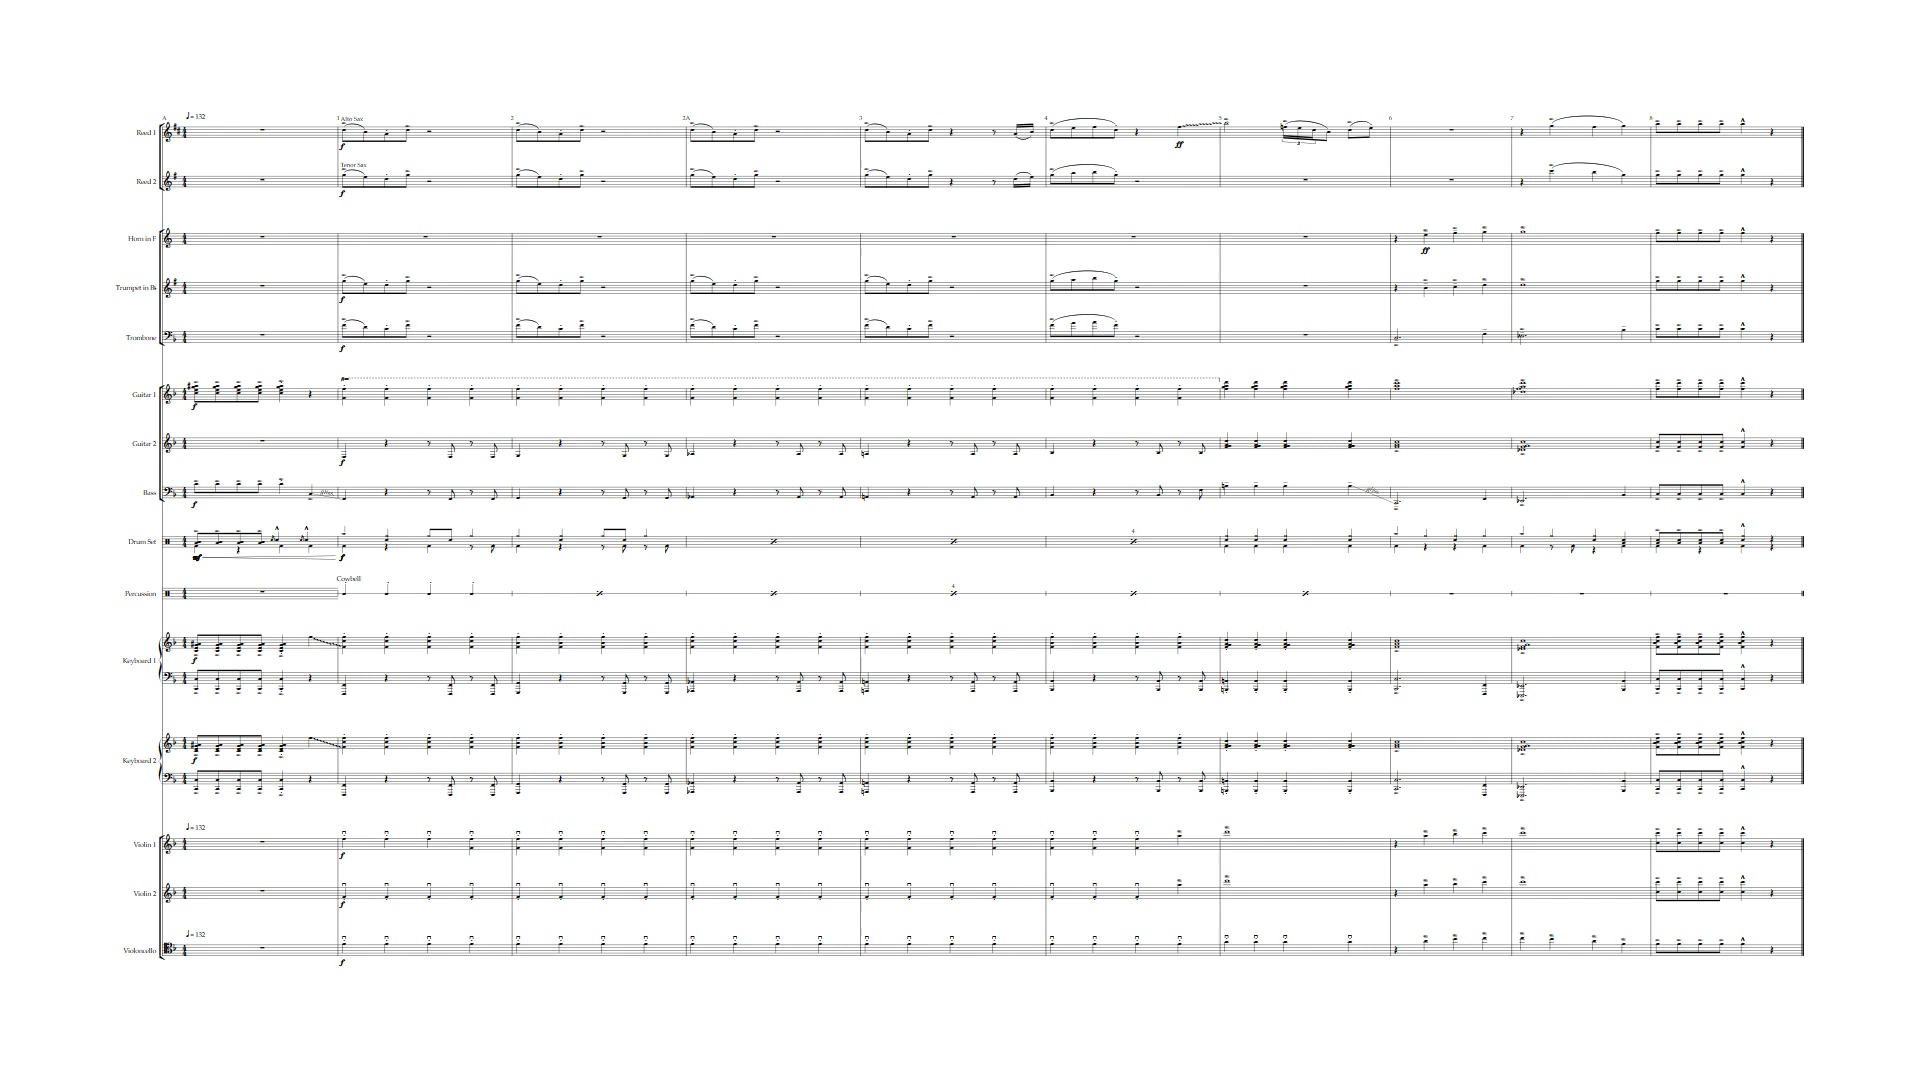 A 1 2 2A 3 4 5 6 7 8
♩= 132
Alto Sax
Reed 1
f
ff
3
Tenor Sax
Reed 2
f
Horn in F
ff
Trumpet in B♭
f
Trombone
f
Guitar 1
f
Guitar 2
f
Bass
gliss.
f
4
Drum Set
f
Cowbell
4
Percussion
Keyboard 1
f
Keyboard 2
f
♩= 132
Violin 1
f
Violin 2
f
♩= 132
Violoncello
f